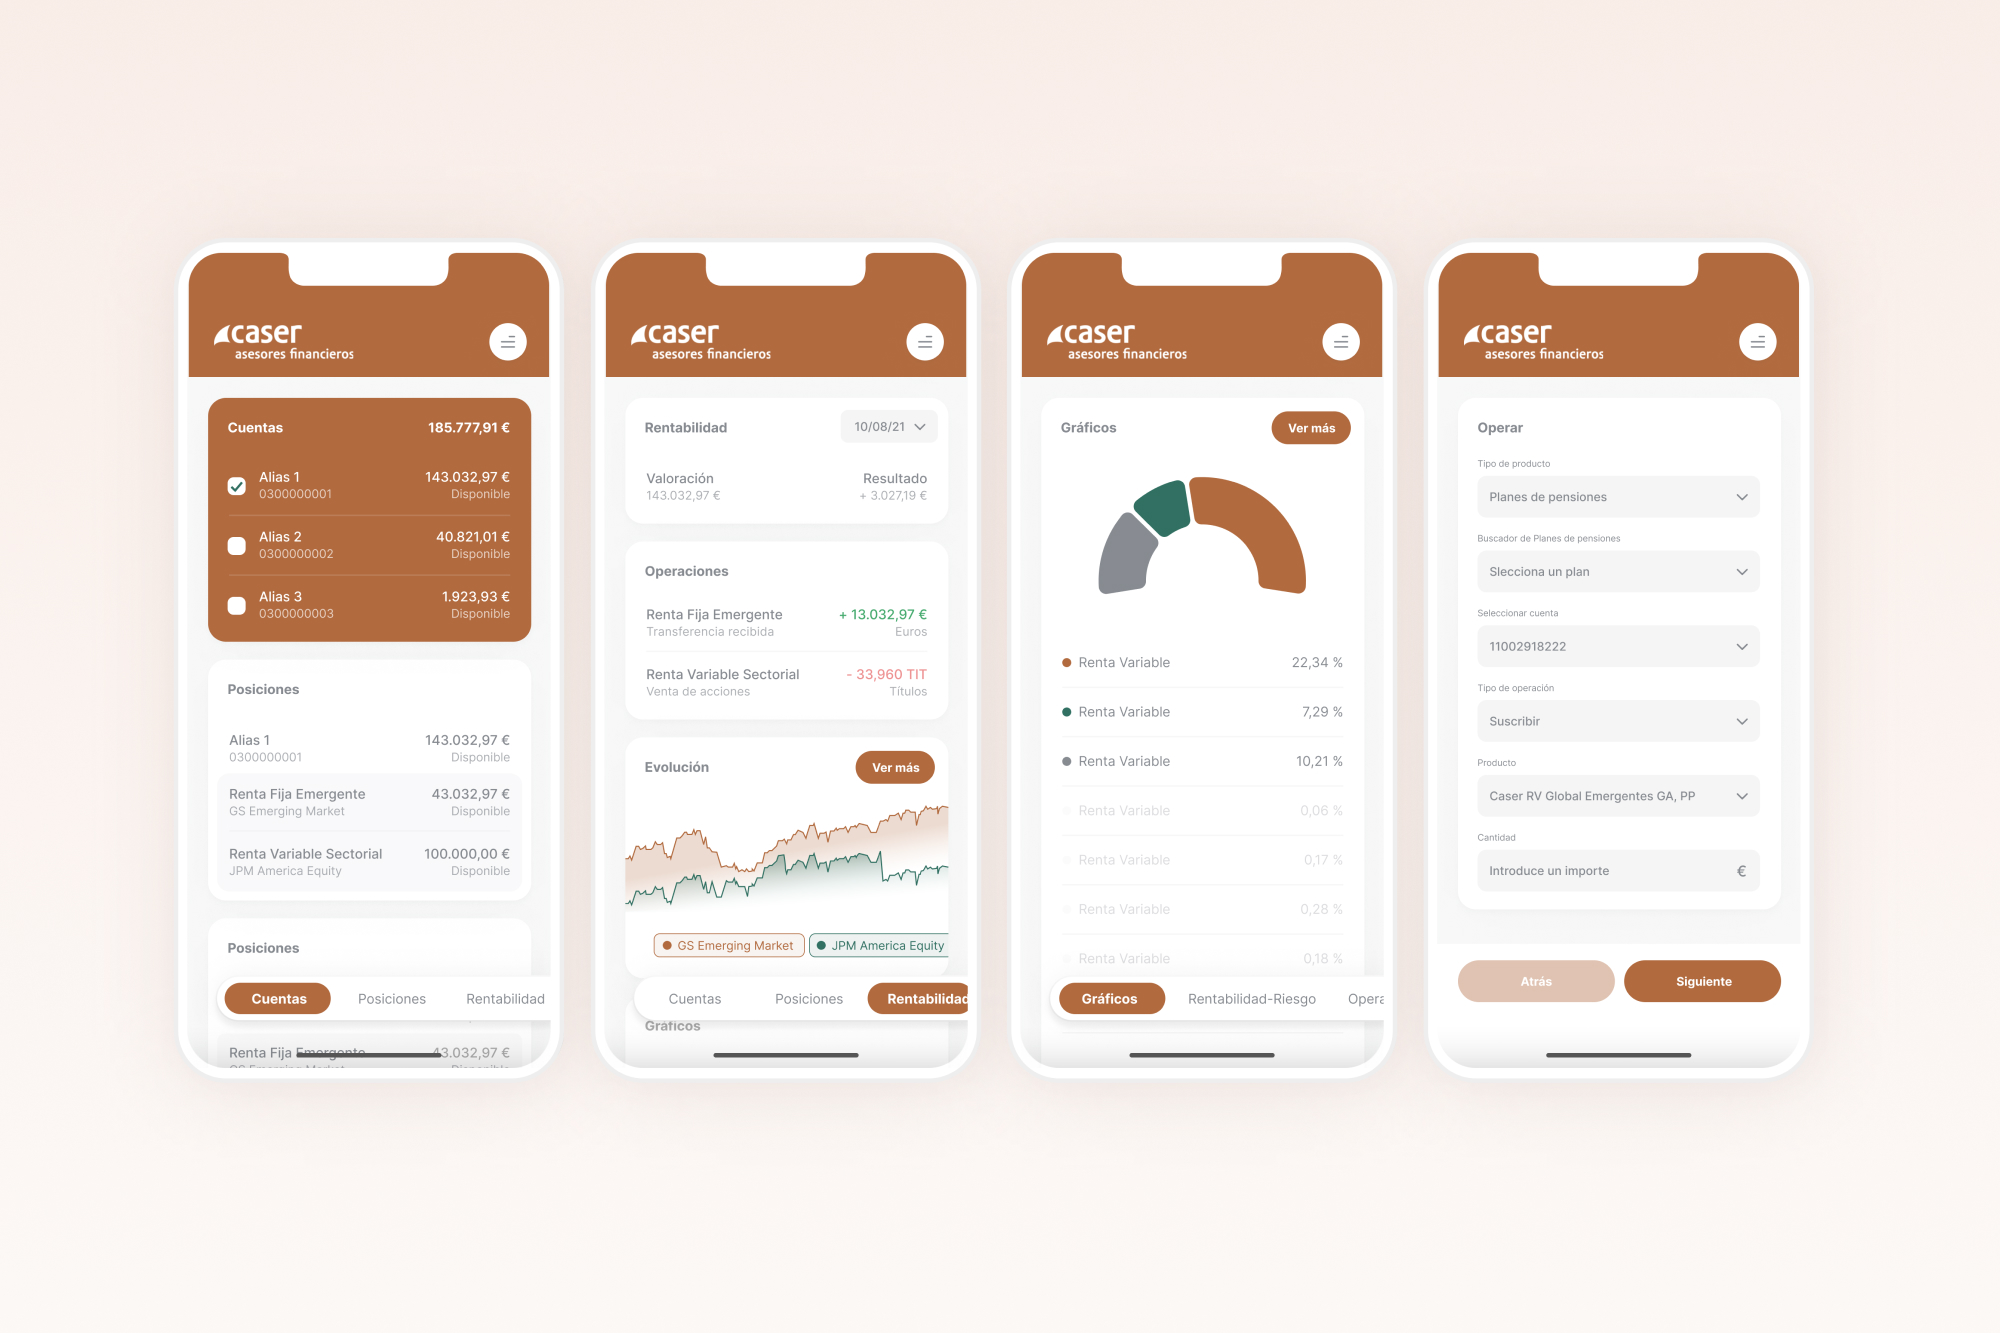 caser
asesores financieros
Cuentas 185.777,91 €
Alias 1 143.032,97 €
0300000001 Disponible
Alias 2 40.821,01 €
0300000002 Disponible
Alias 3 1.923,93 €
0300000003 Disponible
Posiciones
Alias 1 143.032,97 €
0300000001 Disponible
Renta Fija Emergente 43.032,97 €
GS Emerging Market Disponible
Renta Variable Sectorial 100.000,00 €
JPM America Equity Disponible
Posiciones
Cuentas Posiciones Rentabilidad
Renta Fija Emergente 43.032,97 €
GS Emerging Market Disponible
caser
asesores financieros
Rentabilidad 10/08/21
Valoración Resultado
143.032,97 € + 3.027,19 €
Operaciones
Renta Fija Emergente + 13.032,97 €
Transferencia recibida Euros
Renta Variable Sectorial - 33,960 TIT
Venta de acciones Títulos
Evolución Ver más
GS Emerging Market JPM America Equity
Cuentas Posiciones Rentabilidad
Gráficos
caser
asesores financieros
Gráficos Ver más
Renta Variable 22,34 %
Renta Variable 7,29 %
Renta Variable 10,21 %
Renta Variable 0,06 %
Renta Variable 0,17 %
Renta Variable 0,28 %
Renta Variable 0,18 %
Gráficos Rentabilidad-Riesgo Opera
caser
asesores financieros
Operar
Tipo de producto
Planes de pensiones
Buscador de Planes de pensiones
Slecciona un plan
Seleccionar cuenta
11002918222
Tipo de operación
Suscribir
Producto
Caser RV Global Emergentes GA, PP
Cantidad
Introduce un importe €
Atrás Siguiente